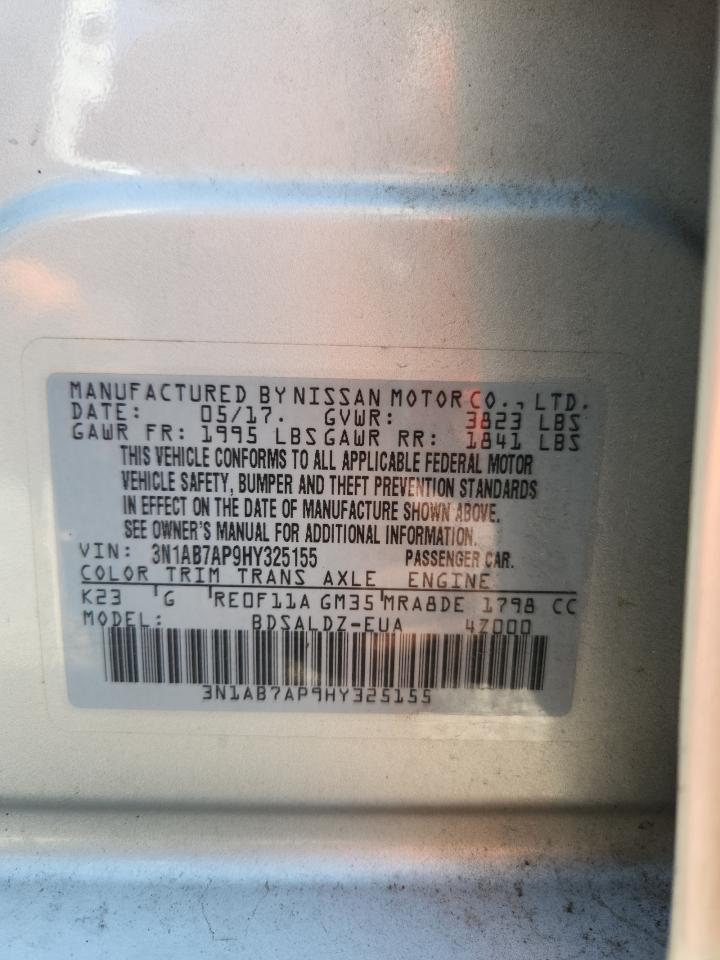 MANUFACTURED BY NISSAN MOTOR CO., LTD.
DATE: 05/17. GVWR: 3823 LBS
GAWR FR: 1995 LBS GAWR RR: 1841 LBS
THIS VEHICLE CONFORMS TO ALL APPLICABLE FEDERAL MOTOR
VEHICLE SAFETY, BUMPER AND THEFT PREVENTION STANDARDS
IN EFFECT ON THE DATE OF MANUFACTURE SHOWN ABOVE.
SEE OWNER'S MANUAL FOR ADDITIONAL INFORMATION.
VIN: 3N1AB7AP9HY325155 PASSENGER CAR.
COLOR TRIM TRANS AXLE ENGINE
K23 G RE0F11A GM35 MRA8DE 1798 CC
MODEL: BDSALDZ-EUA 4Z000
3N1AB7AP9HY325155